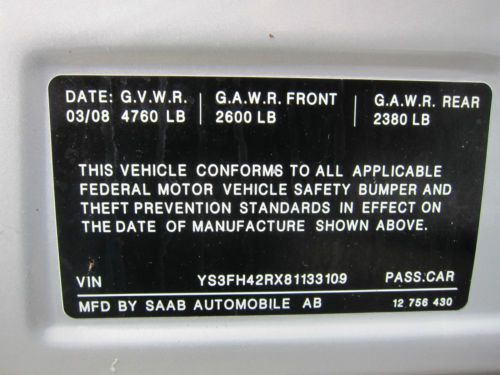 DATE: G.V.W.R. G.A.W.R. FRONT G.A.W.R. REAR
03/08 4760 LB 2600 LB 2380 LB
THIS VEHICLE CONFORMS TO ALL APPLICABLE
FEDERAL MOTOR VEHICLE SAFETY BUMPER AND
THEFT PREVENTION STANDARDS IN EFFECT ON
THE DATE OF MANUFACTURE SHOWN ABOVE.
VIN YS3FH42RX81133109 PASS.CAR
MFD BY SAAB AUTOMOBILE AB 12 756 430